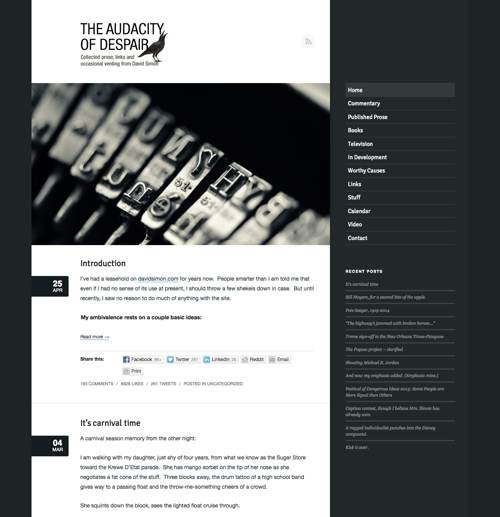 THE AUDACITY
OF DESPAIR
Collected prose, links and
occasional venting from David Simon
Home
Commentary
Published Prose
Books
Television
In Development
Worthy Causes
Links
Stuff
Calendar
Video
Contact
25
APR
Introduction
I've had a leasehold on davidsimon.com for years now. People smarter than I am told me that
even if I had no sense of its use at present, I should throw a few shekels down in case. But until
recently, I saw no reason to do much of anything with the site.
My ambivalence rests on a couple basic ideas:
Read more →
Share this:
Facebook
Twitter
LinkedIn
Reddit
Email
Print
193 COMMENTS / LIKES / TWEETS / POSTED IN UNCATEGORIZED
04
MAR
It's carnival time
A carnival season memory from the other night:
I am walking with my daughter, just shy of four years, from what we know as the Sugar Store
toward the Krewe D'Etat parade. She has mango sorbet on the tip of her nose as she
negotiates a fat cone of the stuff. Three blocks away, the drum tattoo of a high school band
gives way to a passing float and the throw-me-something cheers of a crowd.
She squints down the block, sees the lighted float cruise through.
RECENT POSTS
It's carnival time
Bill Moyers, for a second bite of the apple.
Pete Seeger, 1919-2014
"The highway's jammed with broken heroes..."
Treme sign-off in the New Orleans Times-Picayune
The Pogues project – clarified
Shooting Michael B. Jordan
And now my emphasis added. (Emphasis mine.)
Festival of Dangerous Ideas 2013: Some People are
More Equal than Others
Caption contest, though I believe Mrs. Simon has
already won.
A rugged individualist punches into the Disney
compound.
Kick it over.